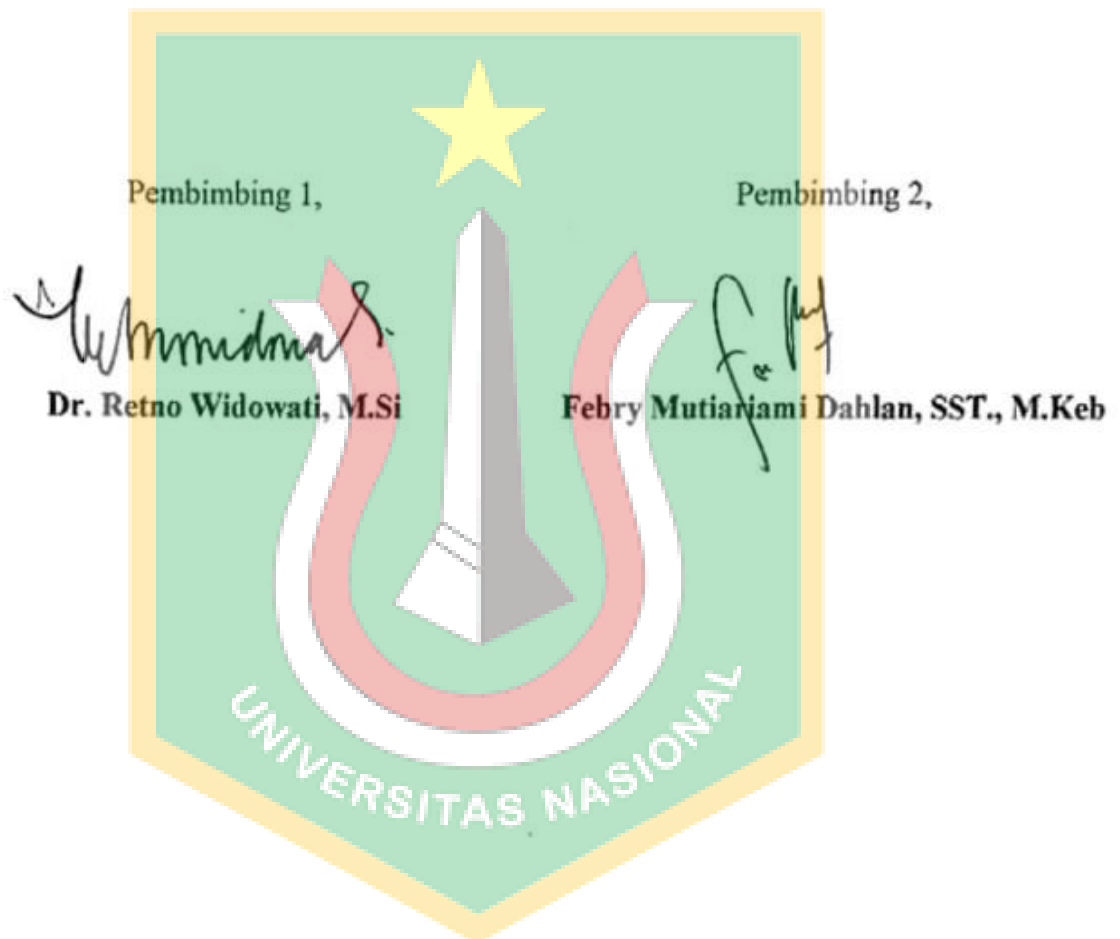 Pembimbing 1,
Pembimbing 2,
Dr. Retno Widowati, M.Si
Febry Mutiariami Dahlan, SST., M.Keb
UNIVERSITAS NASIONAL